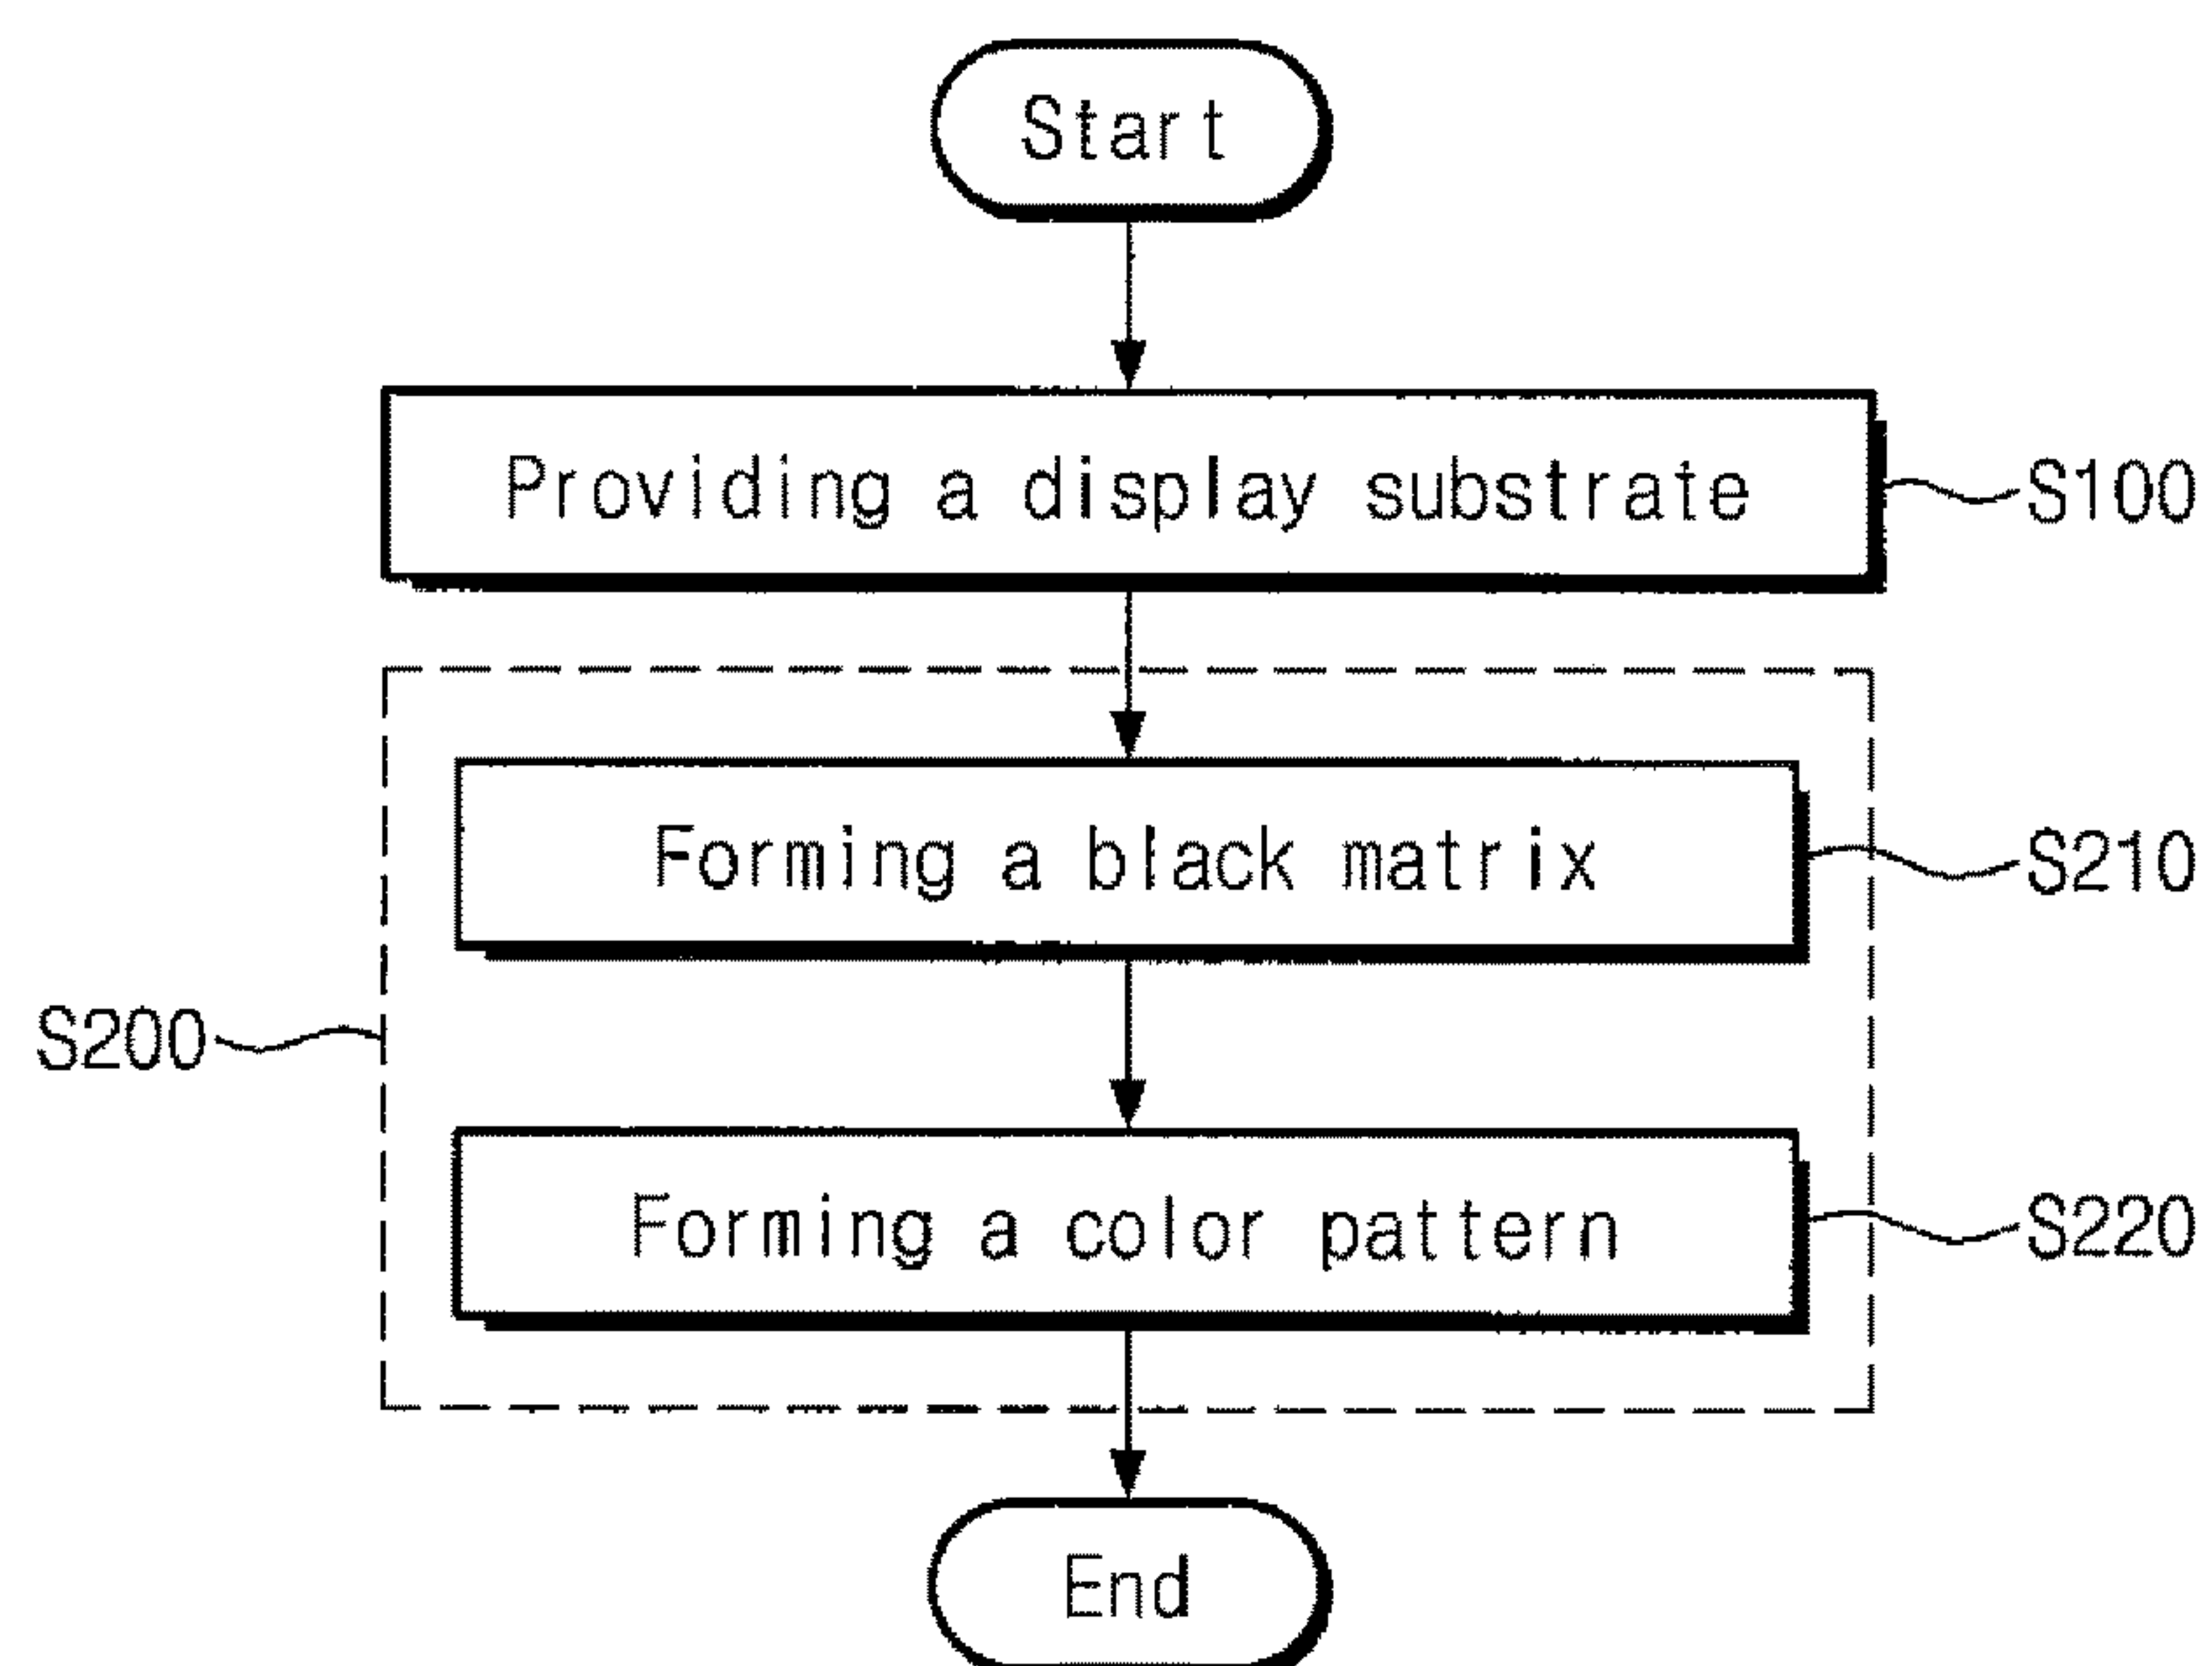 Start
Providing a display substrate
S100
Forming a black matrix
S210
S200
Forming a color pattern
S220
End